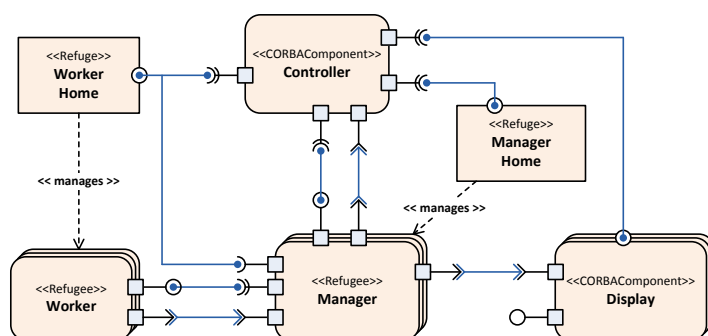 <<Refuge>>
Worker
Home
<<CORBAComponent>>
Controller
<<Refuge>>
Manager
Home
<< manages >>
<< manages >>
<<Refugee>>
Worker
<<Refugee>>
Manager
<<CORBAComponent>>
Display